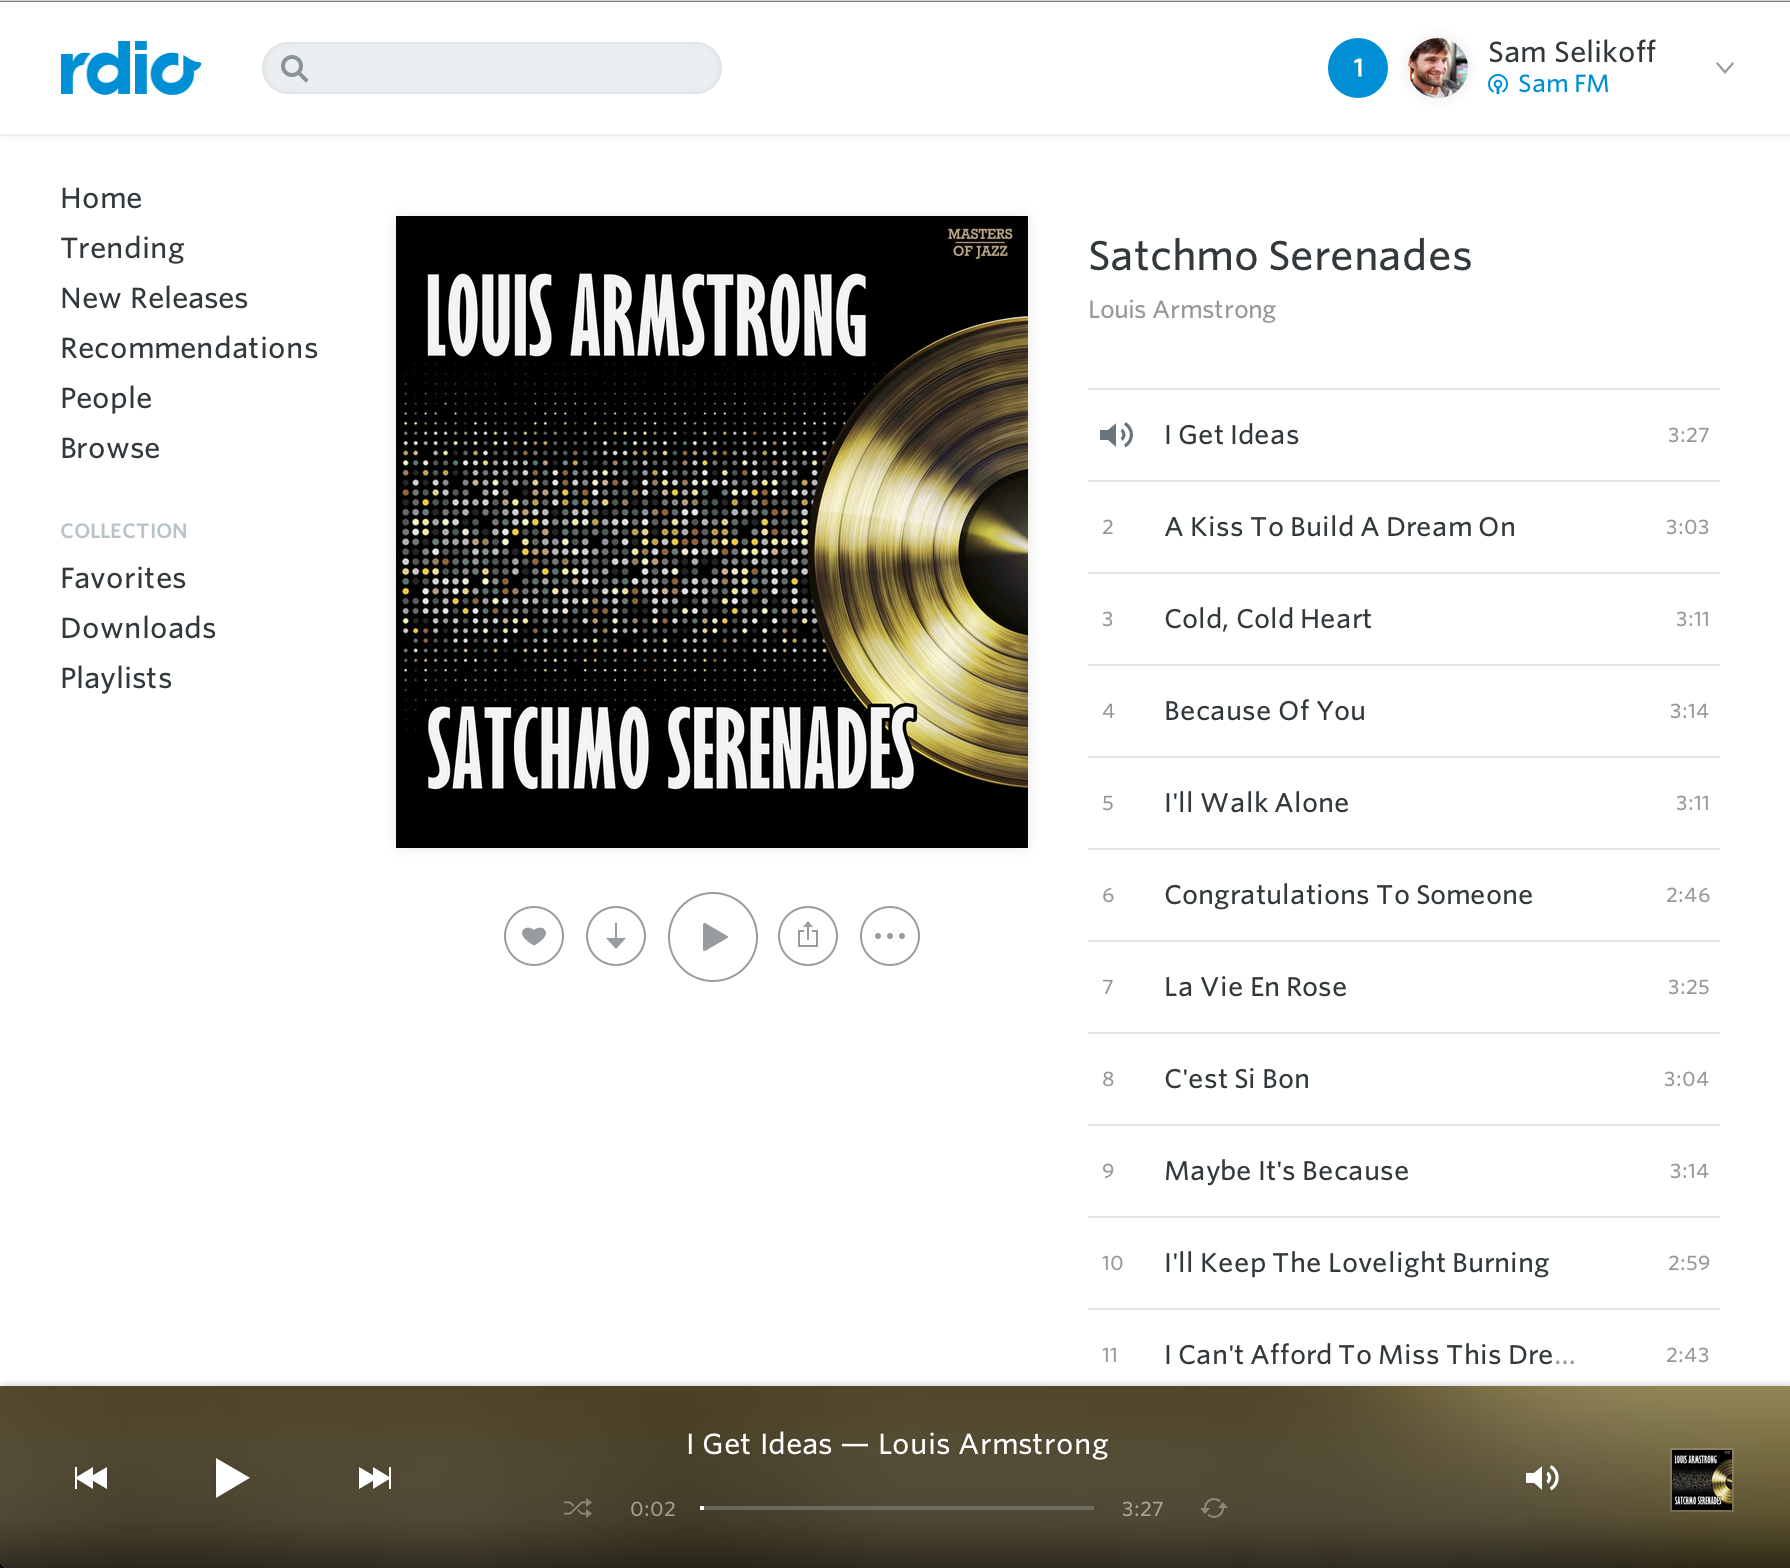 rdio
1
Sam Selikoff
Sam FM
Home
Trending
New Releases
Recommendations
People
Browse
COLLECTION
Favorites
Downloads
Playlists
MASTERS
OF JAZZ
LOUIS ARMSTRONG
SATCHMO SERENADES
Satchmo Serenades
Louis Armstrong
I Get Ideas 3:27
2 A Kiss To Build A Dream On 3:03
3 Cold, Cold Heart 3:11
4 Because Of You 3:14
5 I'll Walk Alone 3:11
6 Congratulations To Someone 2:46
7 La Vie En Rose 3:25
8 C'est Si Bon 3:04
9 Maybe It's Because 3:14
10 I'll Keep The Lovelight Burning 2:59
11 I Can't Afford To Miss This Dre... 2:43
I Get Ideas — Louis Armstrong
0:02 3:27
LOUIS ARMSTRONG
SATCHMO SERENADES